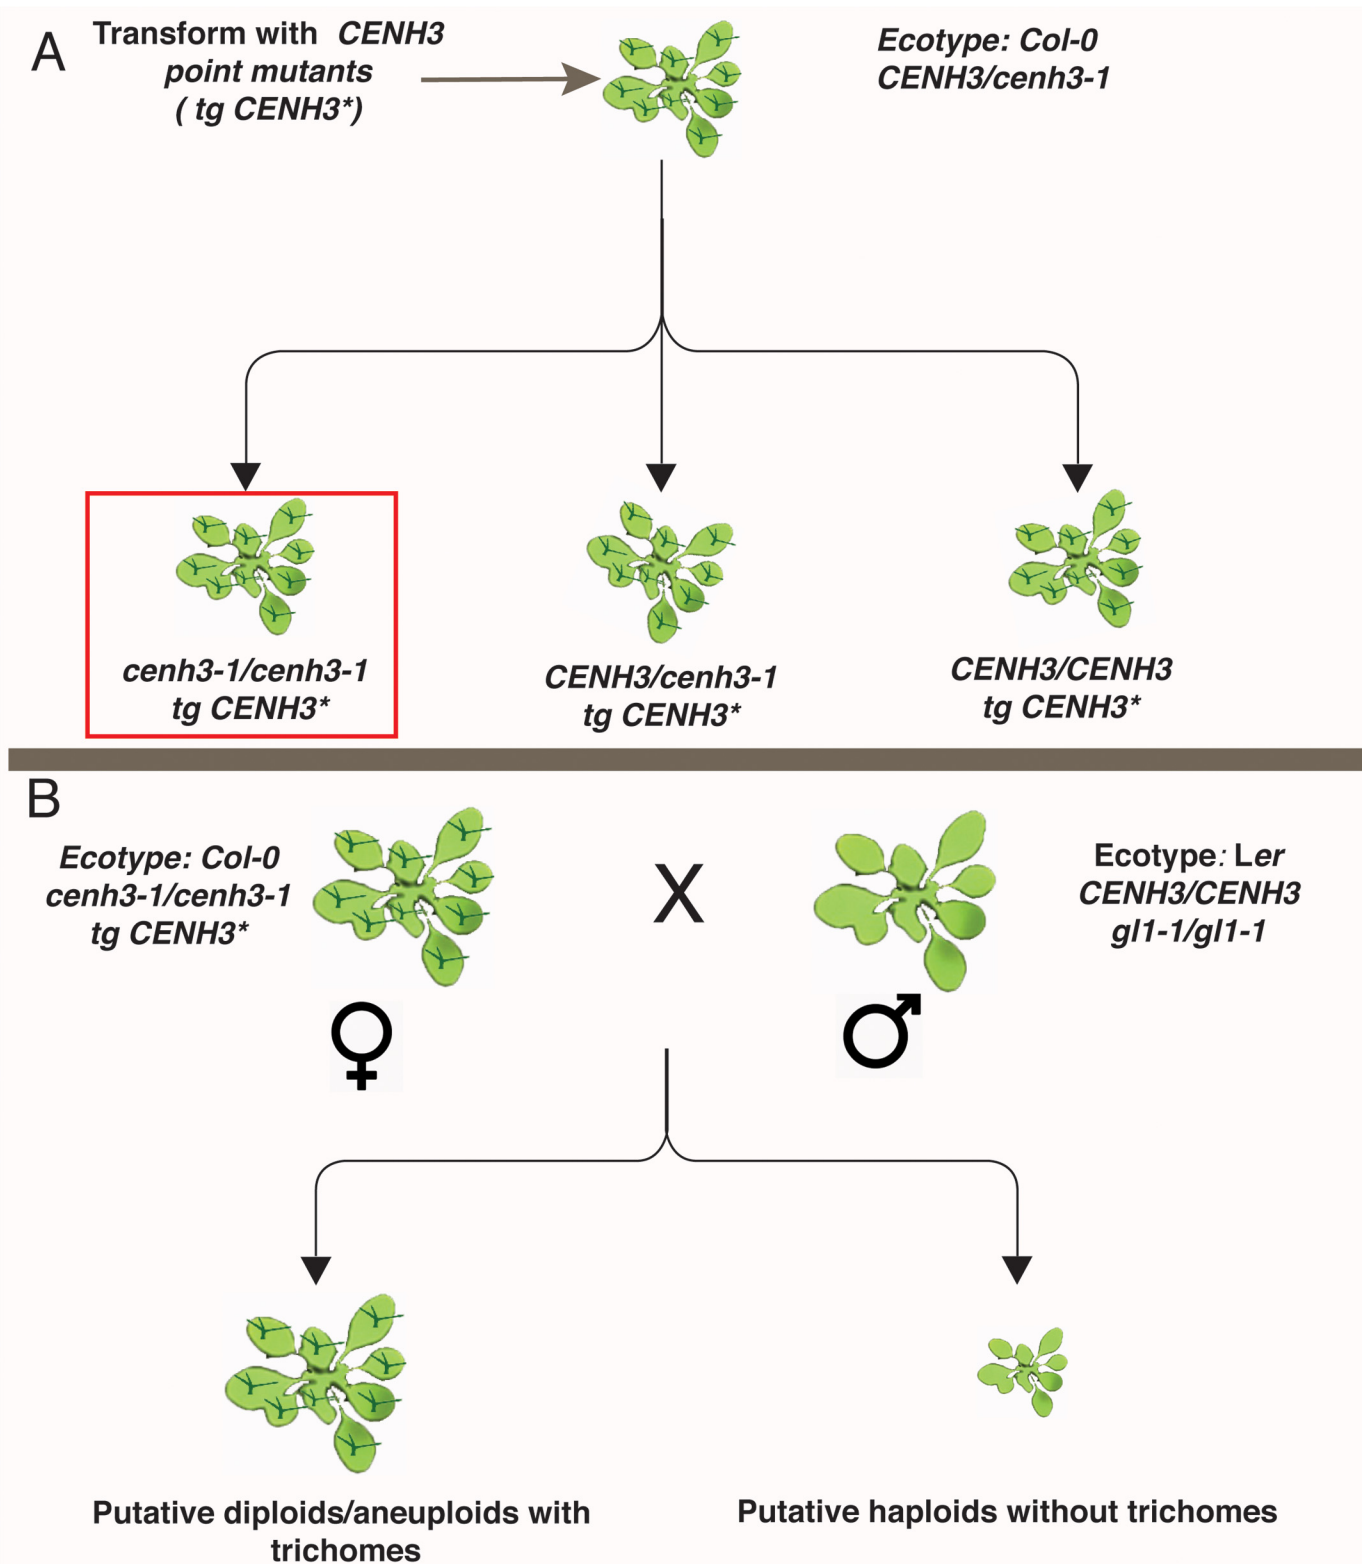 A
Transform with CENH3
point mutants
( tg CENH3*)
Ecotype: Col-0
CENH3/cenh3-1
cenh3-1/cenh3-1
tg CENH3*
CENH3/cenh3-1
tg CENH3*
CENH3/CENH3
tg CENH3*
B
Ecotype: Col-0
cenh3-1/cenh3-1
tg CENH3*
X
Ecotype: Ler
CENH3/CENH3
gl1-1/gl1-1
Putative diploids/aneuploids with
trichomes
Putative haploids without trichomes